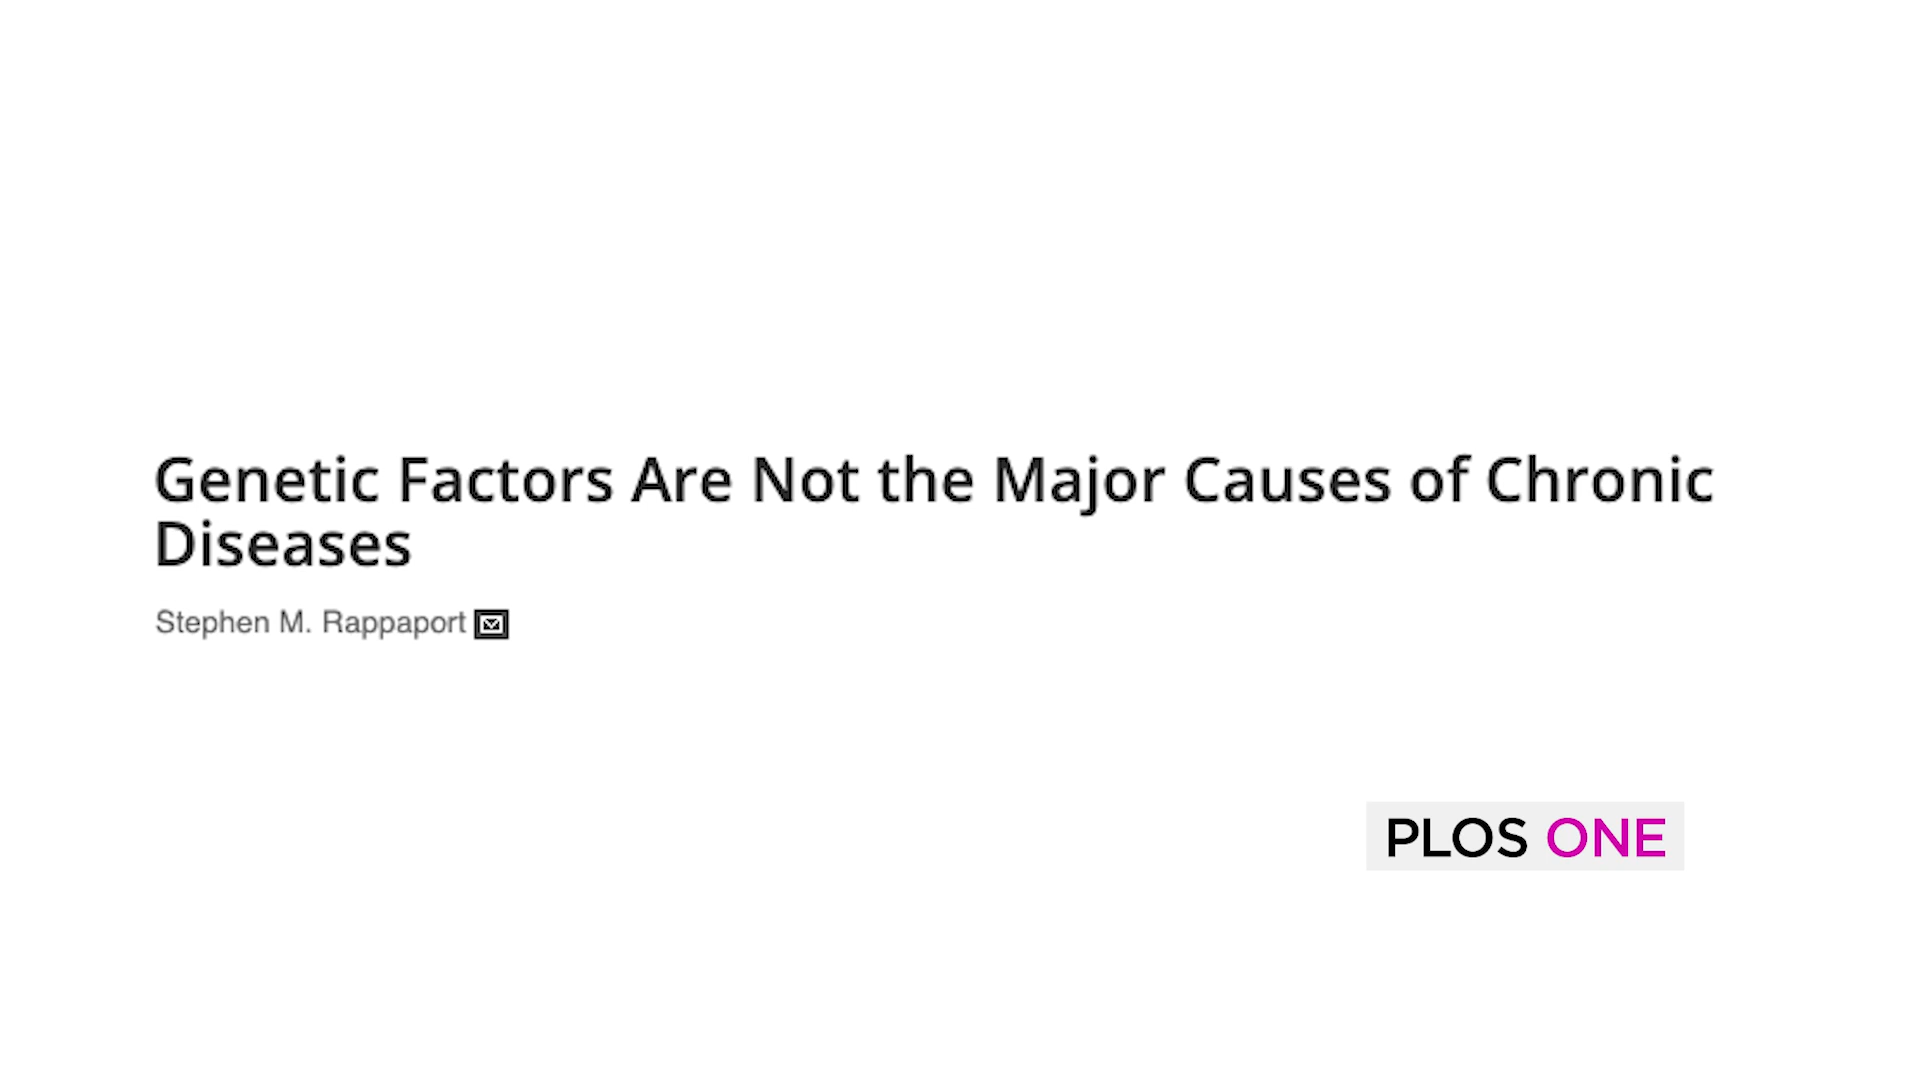 Genetic Factors Are Not the Major Causes of Chronic
Diseases
Stephen M. Rappaport
PLOS ONE